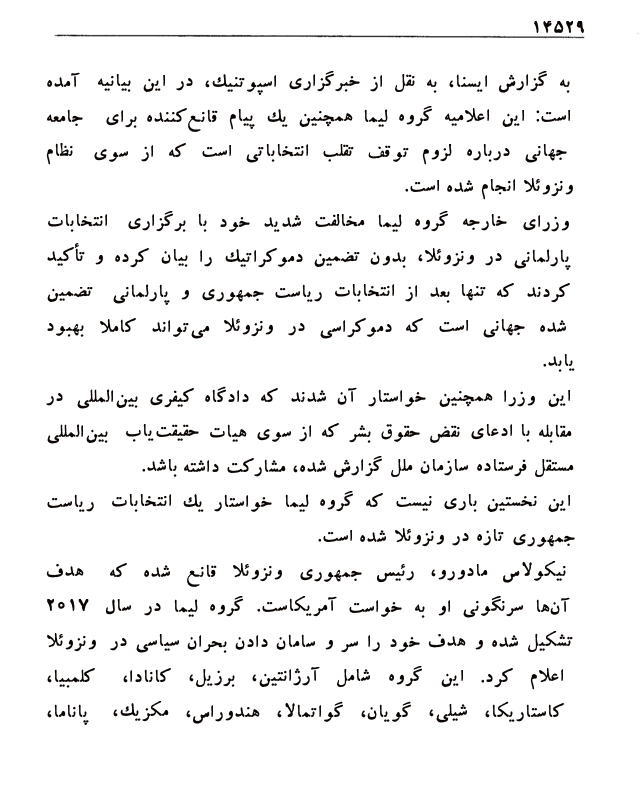 ۱۴۵۲۹
به گزارش ایسنا، به نقل از خبرگزاری اسپوتنیك، در این بیانیه آمده
است: این اعلامیه گروه لیما همچنین یك پیام قانع‌کننده برای جامعه
جهانی درباره لزوم توقف تقلب انتخاباتی است که از سوی نظام
ونزوئلا انجام شده است.
وزرای خارجه گروه لیما مخالفت شدید خود با برگزاری انتخابات
پارلمانی در ونزوئلا، بدون تضمین دموکراتیك را بیان کرده و تأکید
کردند که تنها بعد از انتخابات ریاست جمهوری و پارلمانی تضمین
شده جهانی است که دموکراسی در ونزوئلا می‌تواند کاملا بهبود
یابد.
این وزرا همچنین خواستار آن شدند که دادگاه کیفری بین‌المللی در
مقابله با ادعای نقض حقوق بشر که از سوی هیات حقیقت‌یاب بین‌المللی
مستقل فرستاده سازمان ملل گزارش شده، مشارکت داشته باشد.
این نخستین باری نیست که گروه لیما خواستار یك انتخابات ریاست
جمهوری تازه در ونزوئلا شده است.
نیکولاس مادورو، رئیس جمهوری ونزوئلا قانع شده که هدف
آن‌ها سرنگونی او به خواست آمریکاست. گروه لیما در سال ۲۰۱۷
تشکیل شده و هدف خود را سر و سامان دادن بحران سیاسی در ونزوئلا
اعلام کرد. این گروه شامل آرژانتین، برزیل، کانادا، کلمبیا،
کاستاریکا، شیلی، گویان، گواتمالا، هندوراس، مکزیك، پاناما،